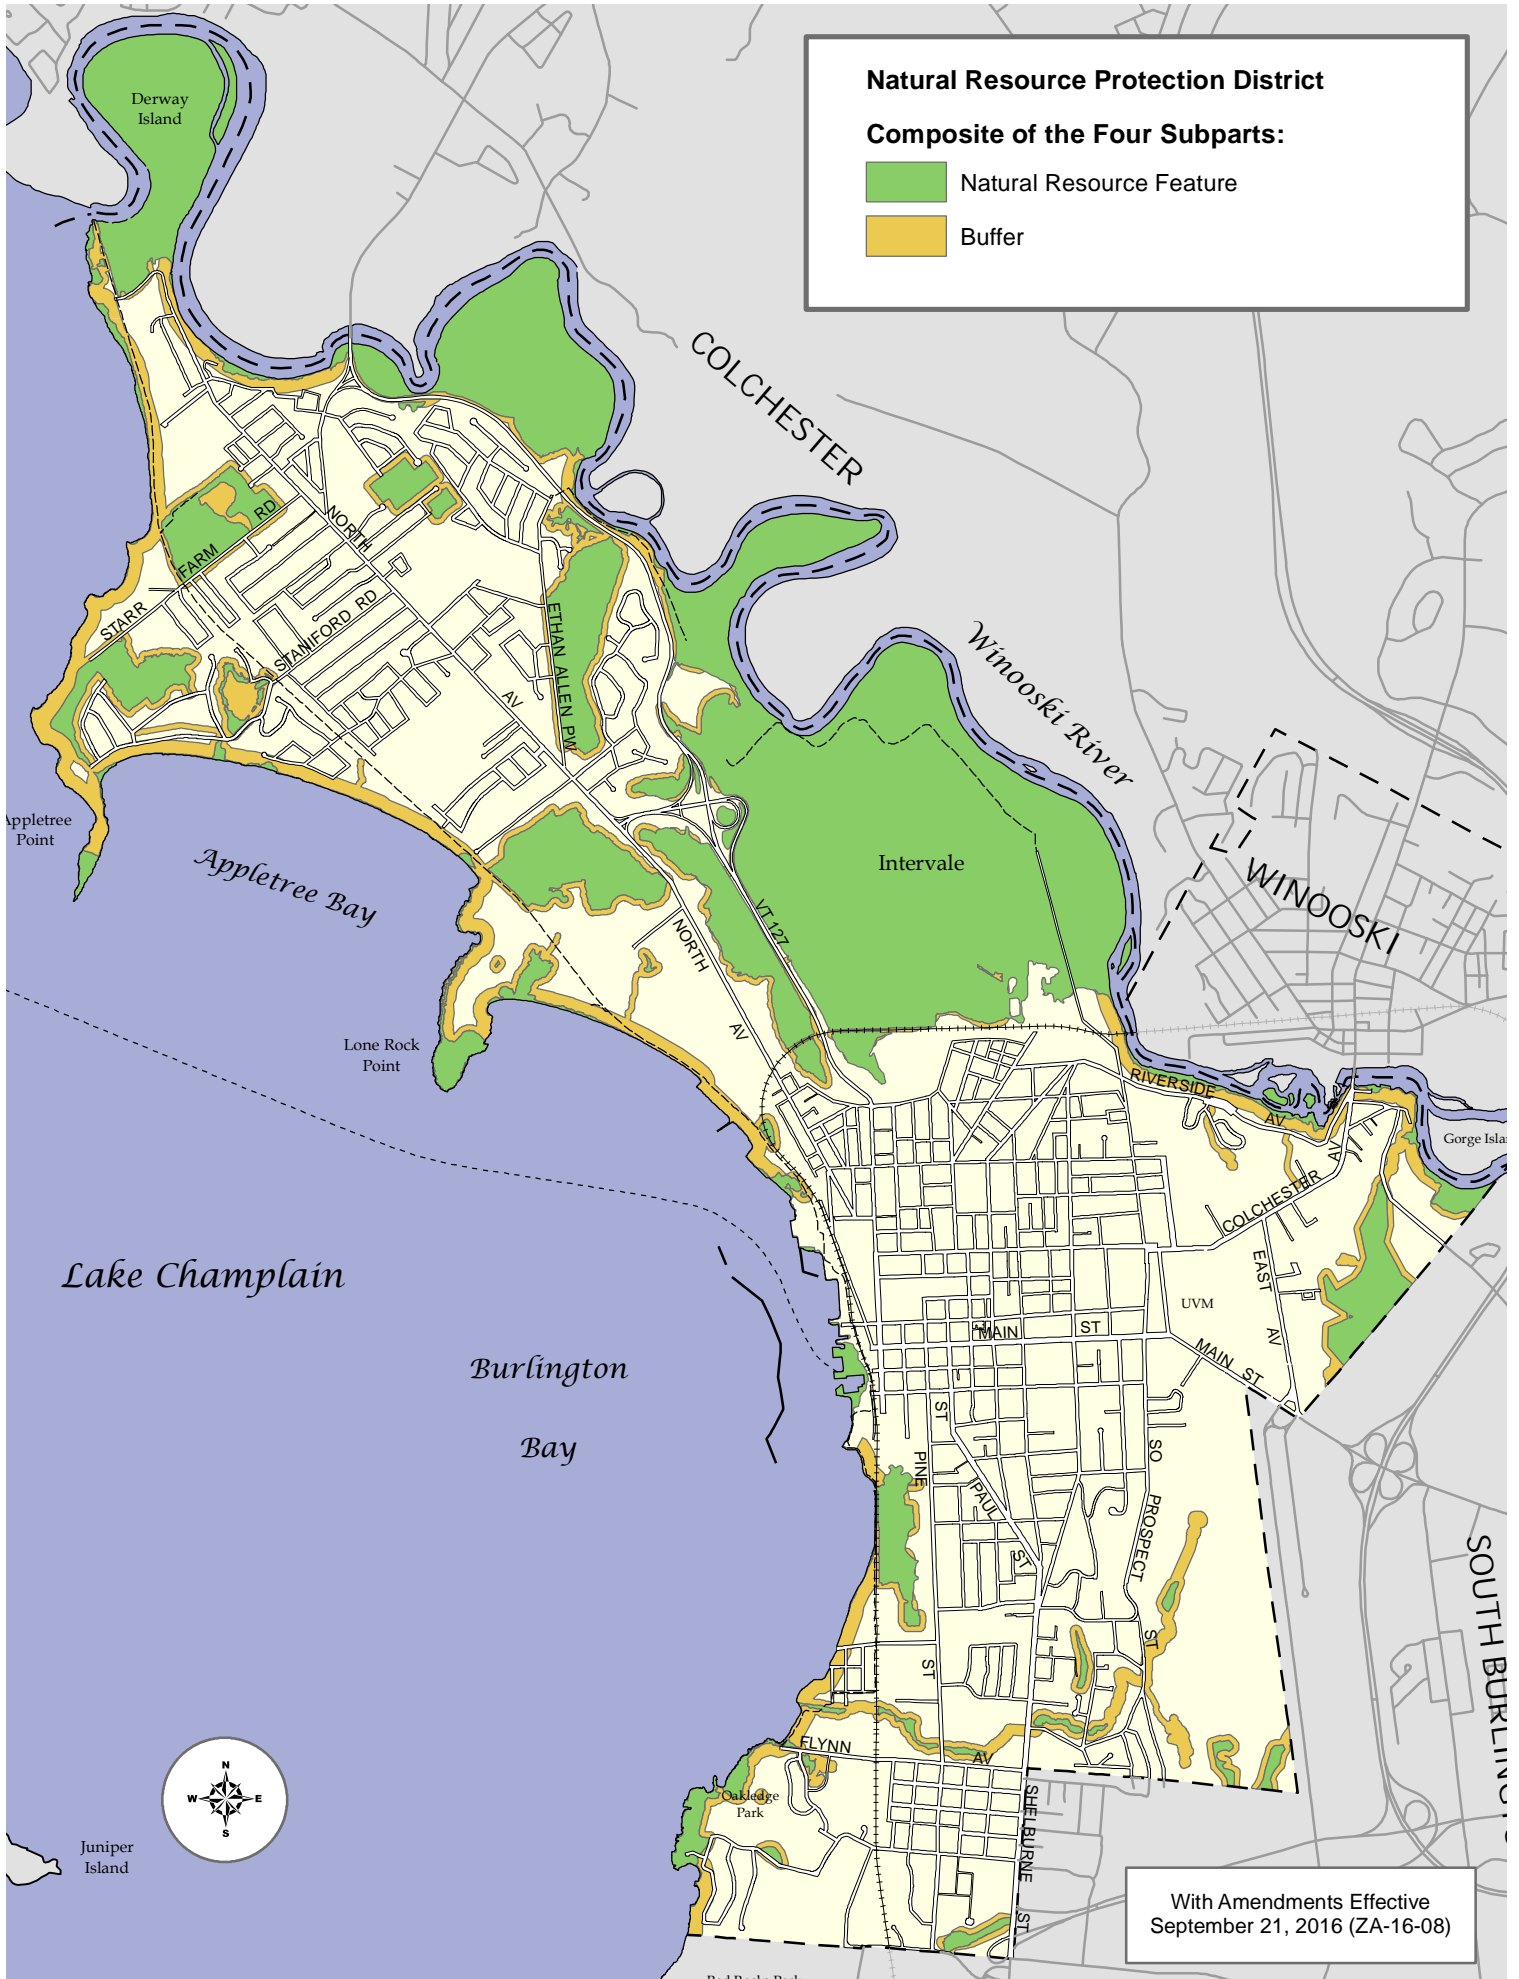 Natural Resource Protection District
Composite of the Four Subparts:
Natural Resource Feature
Buffer
Derway
Island
COLCHESTER
Winooski River
WINOOSKI
STARR FARM RD
NORTH AV
STANIFORD RD
ETHAN ALLEN PW
Appletree
Point
Appletree Bay
Intervale
VT 127
NORTH AV
Lone Rock
Point
RIVERSIDE AV
COLCHESTER AV
Gorge Islan
EAST AV
UVM
MAIN ST
MAIN ST
Lake Champlain
Burlington
Bay
PINE ST
ST PAUL ST
SO PROSPECT ST
SOUTH BURLINGTO
FLYNN AV
Oakledge
Park
SHELBURNE ST
N
W
E
S
Juniper
Island
With Amendments Effective
September 21, 2016 (ZA-16-08)